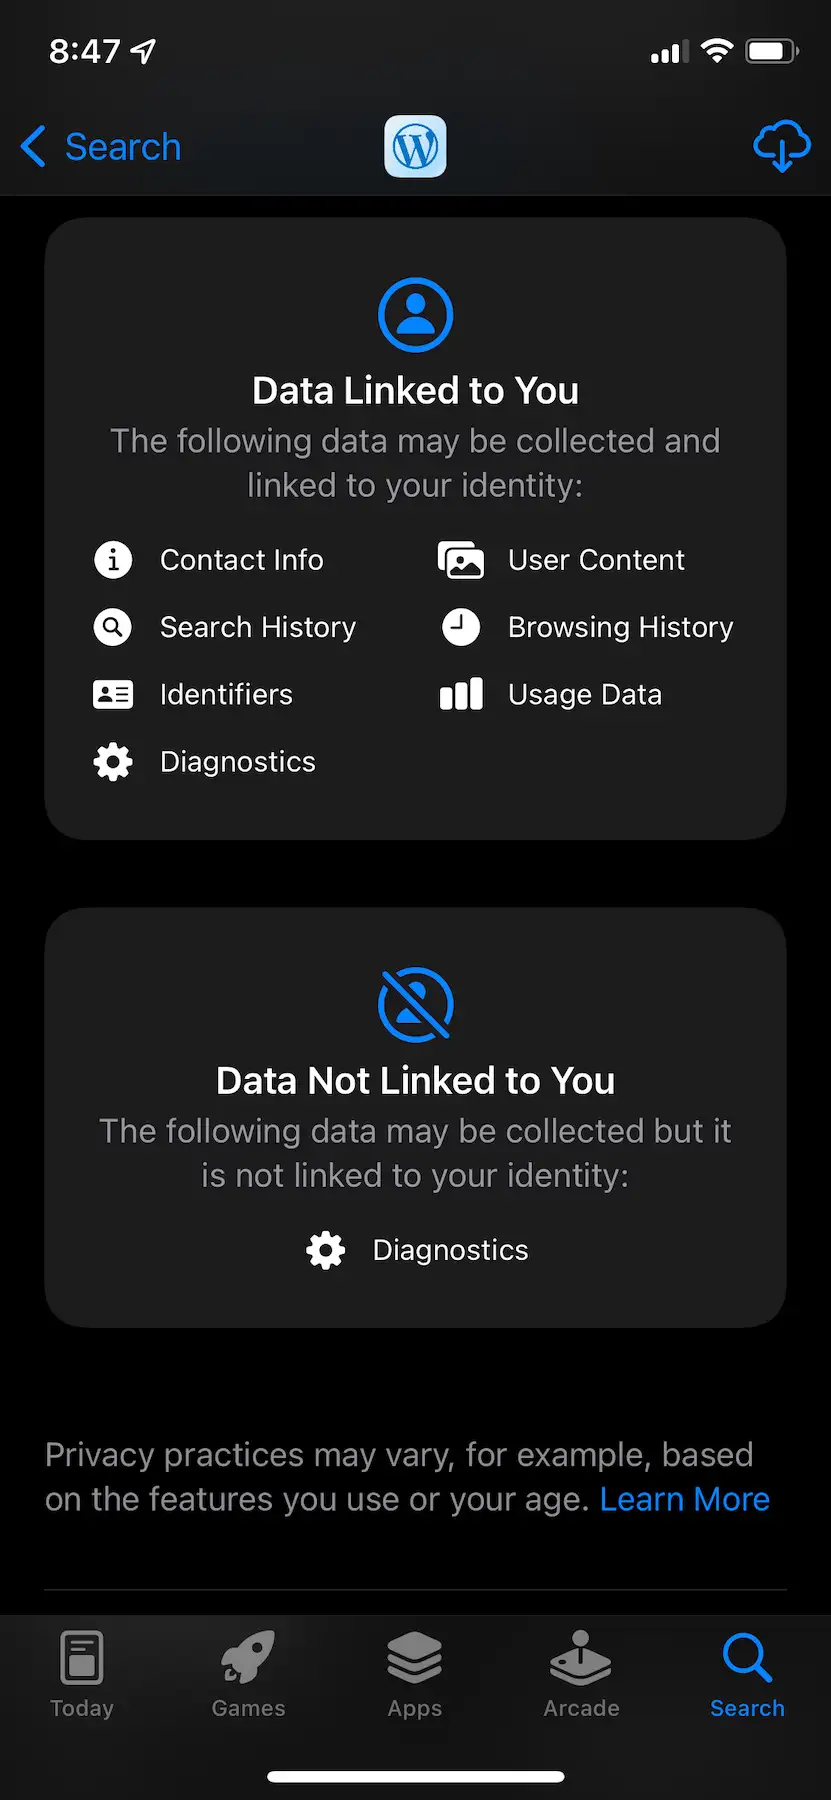 8:47
Search
Data Linked to You
The following data may be collected and
linked to your identity:
Contact Info
User Content
Search History
Browsing History
Identifiers
Usage Data
Diagnostics
Data Not Linked to You
The following data may be collected but it
is not linked to your identity:
Diagnostics
Privacy practices may vary, for example, based
on the features you use or your age. Learn More
Today
Games
Apps
Arcade
Search